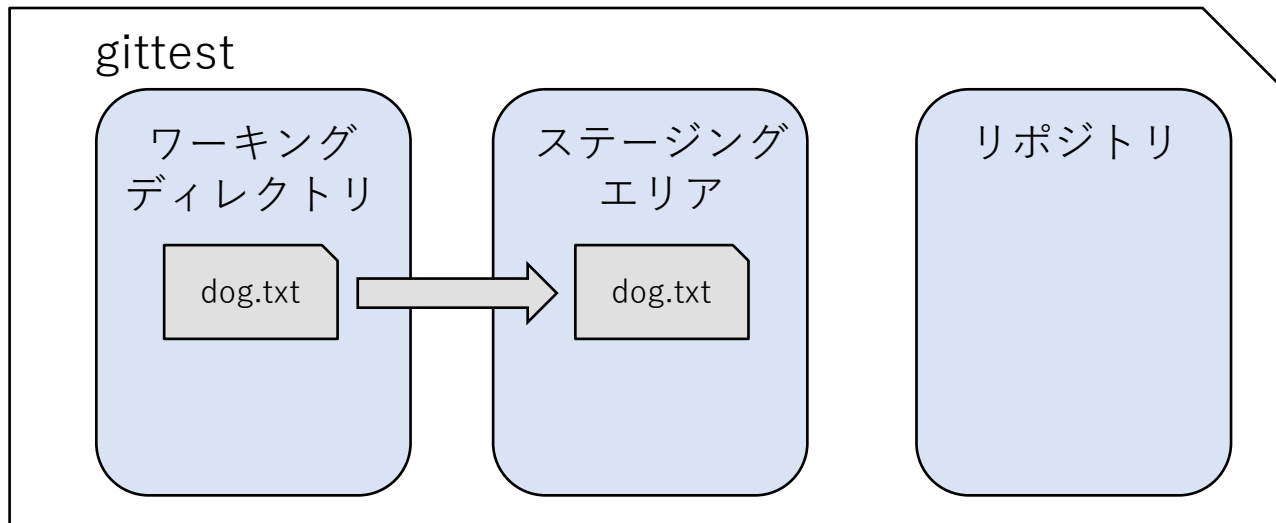 gittest
ワーキング
ディレクトリ
ステージング
エリア
リポジトリ
dog.txt
dog.txt